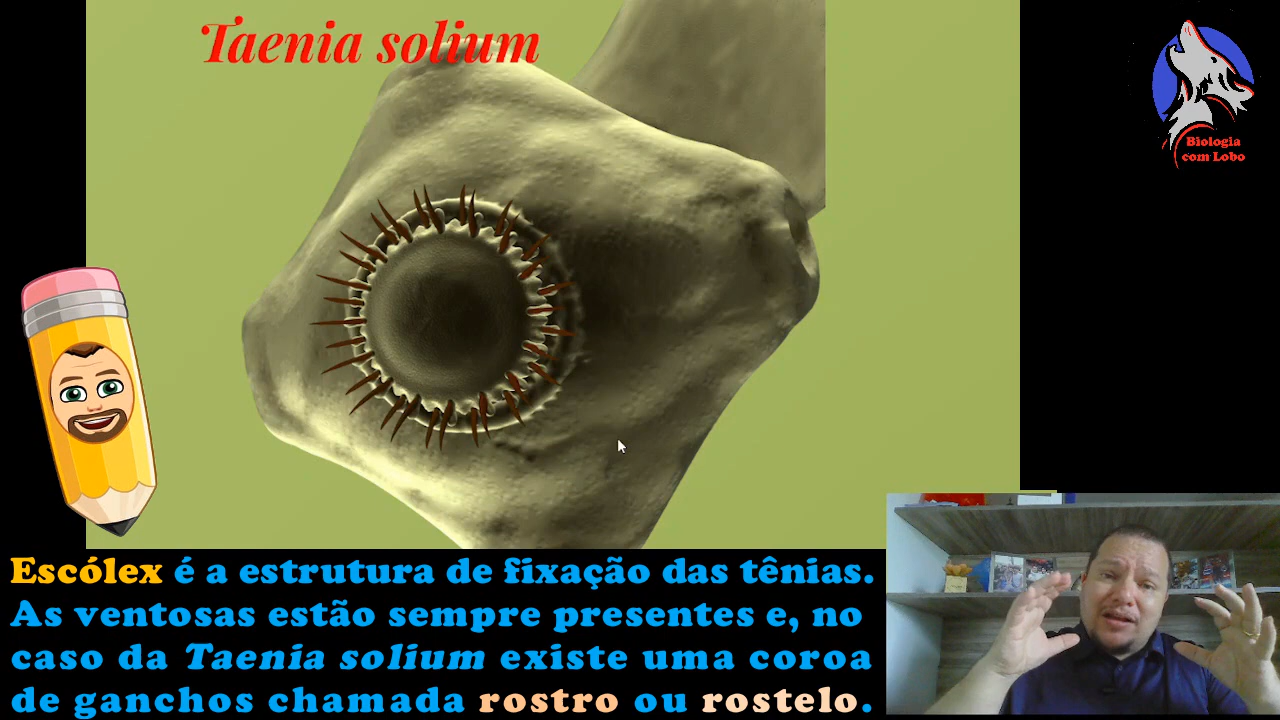 Taenia solium
Biologia
com Lobo
Escólex é a estrutura de fixação das tênias.
As ventosas estão sempre presentes e, no
caso da Taenia solium existe uma coroa
de ganchos chamada rostro ou rostelo.